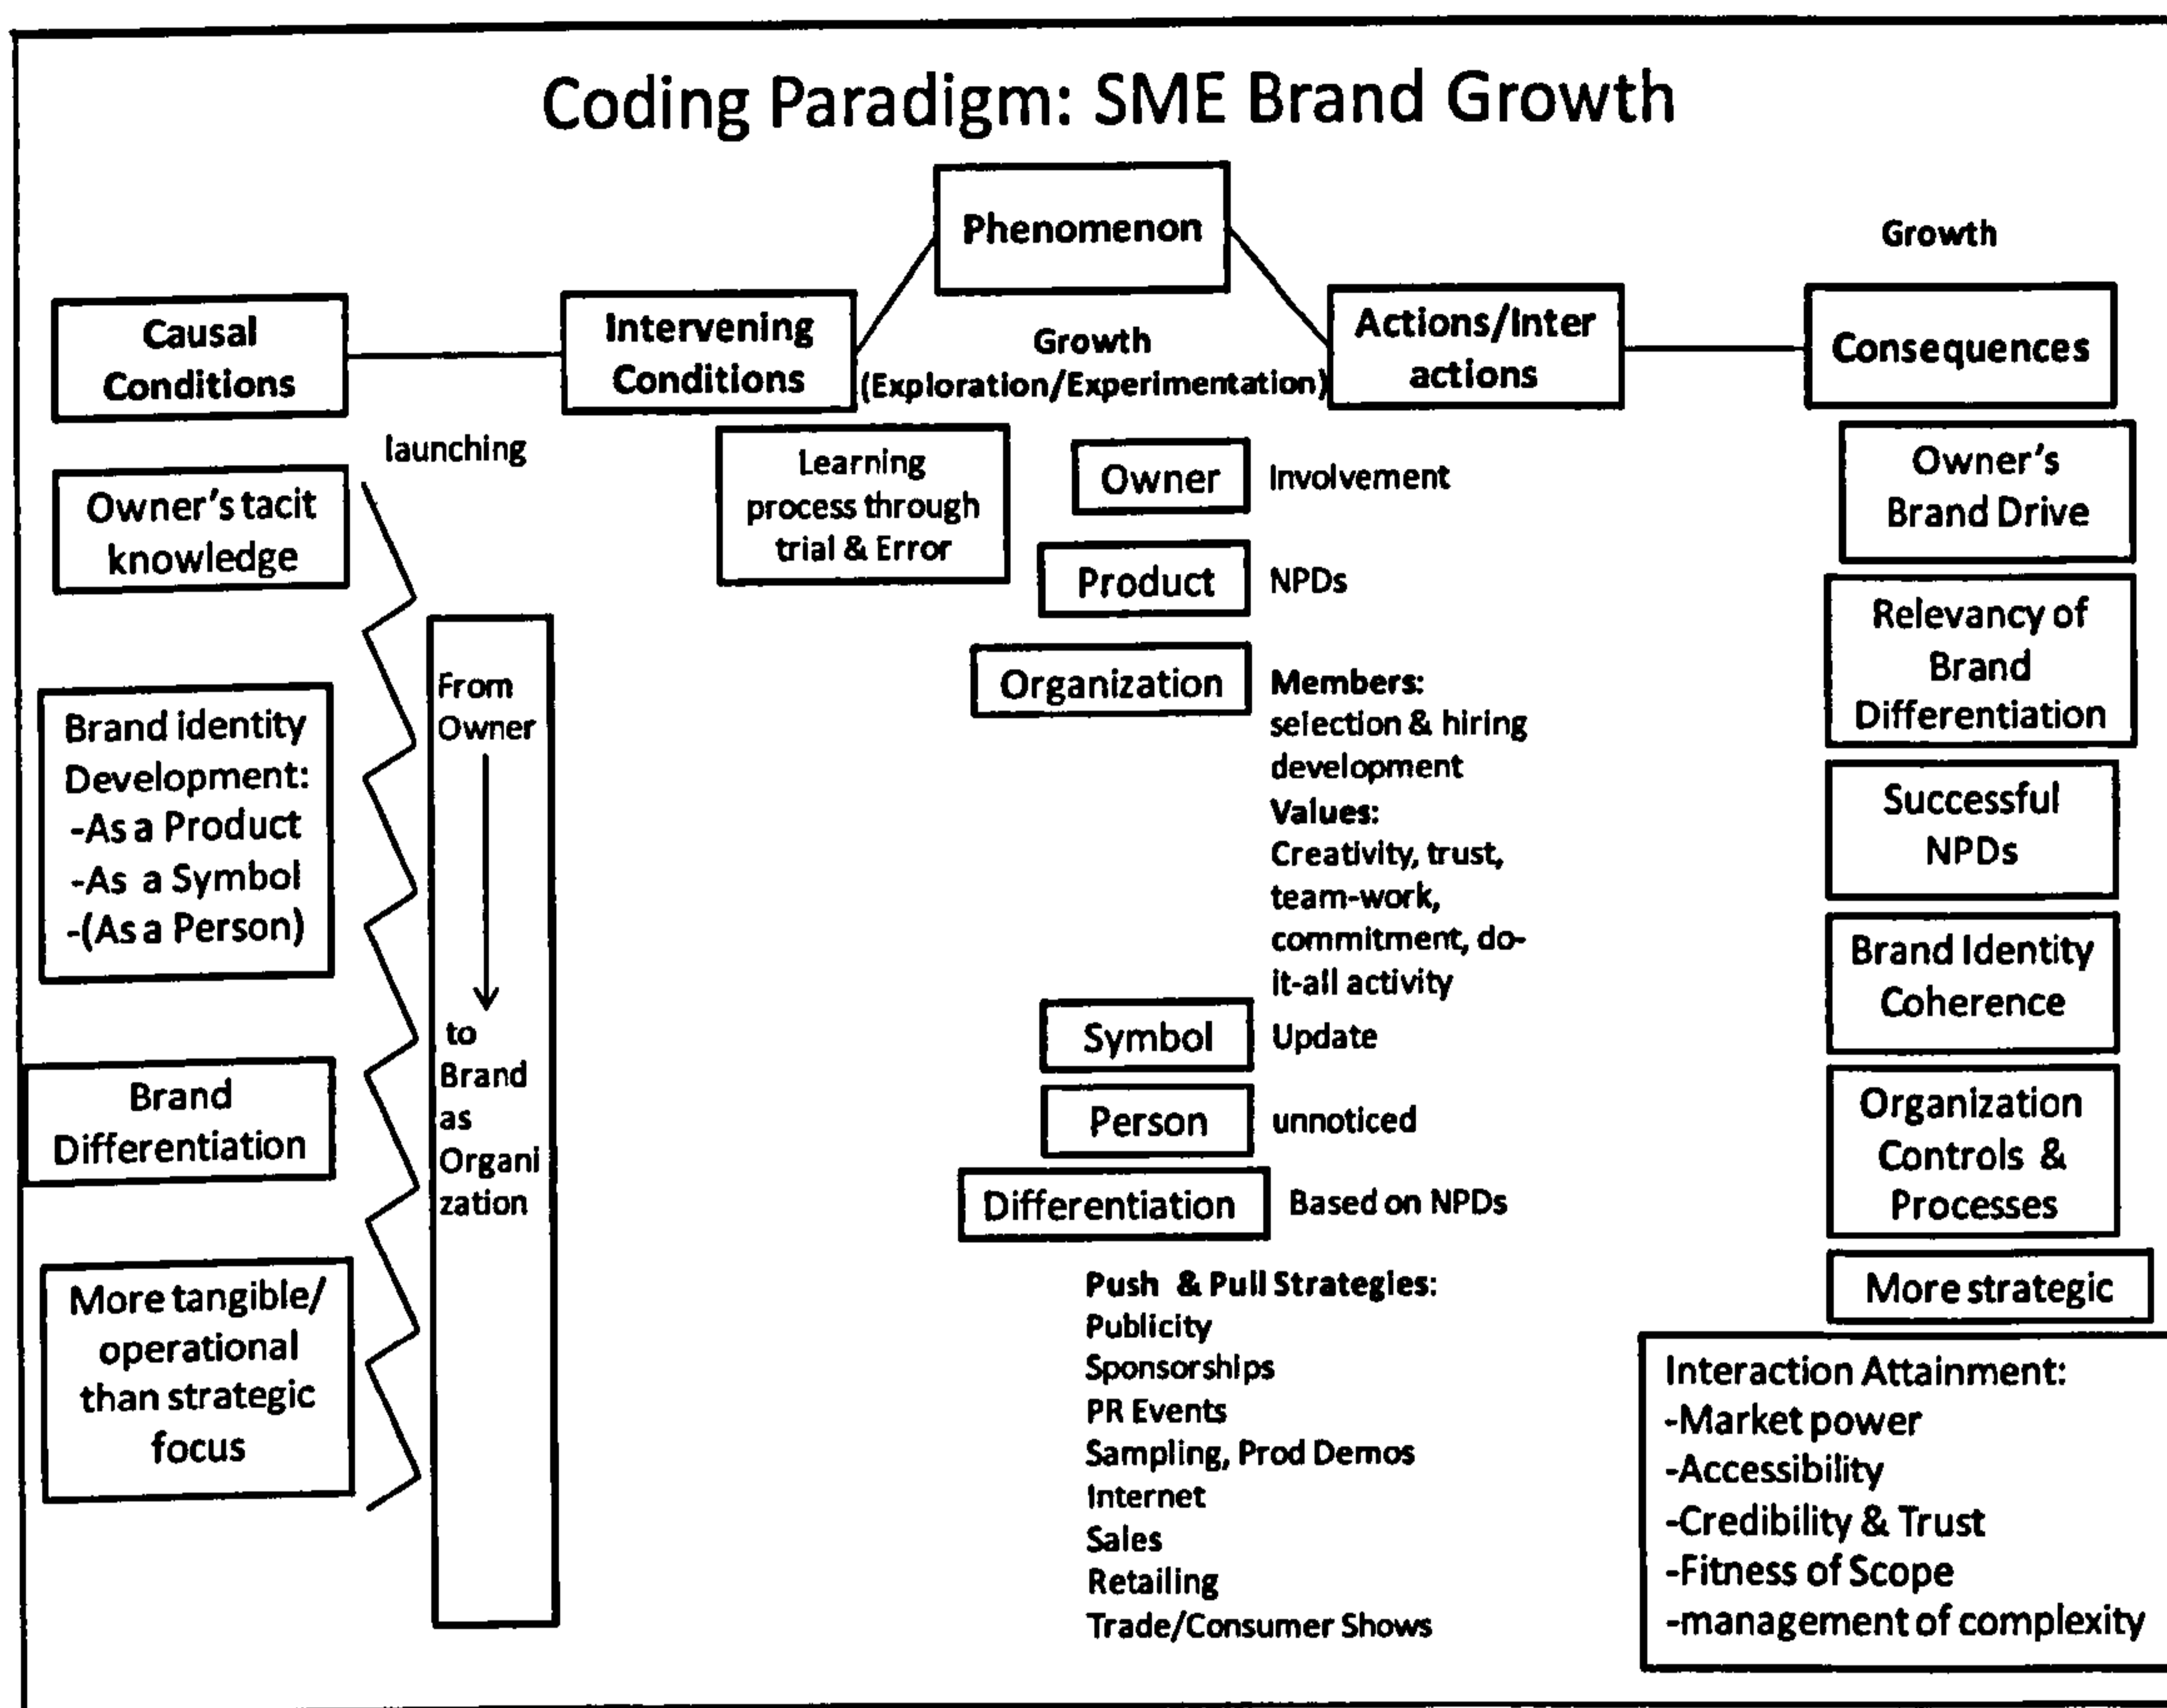 Coding Paradigm: SME Brand Growth
Phenomenon
Growth
Causal
Conditions
Intervening
Conditions
Growth
(Exploration/Experimentation)
Actions/Inter
actions
Consequences
launching
Owner's tacit
knowledge
Brand identity
Development:
-As a Product
-As a Symbol
-(As a Person)
Brand
Differentiation
More tangible/
operational
than strategic
focus
From
Owner
to
Brand
as
Organi
zation
Learning
process through
trial & Error
Owner
Involvement
Product
NPDs
Organization
Members:
selection & hiring
development
Values:
Creativity, trust,
team-work,
commitment, do-
it-all activity
Symbol
Update
Person
unnoticed
Differentiation
Based on NPDs
Push & Pull Strategies:
Publicity
Sponsorships
PR Events
Sampling, Prod Demos
Internet
Sales
Retailing
Trade/Consumer Shows
Owner's
Brand Drive
Relevancy of
Brand
Differentiation
Successful
NPDs
Brand Identity
Coherence
Organization
Controls &
Processes
More strategic
Interaction Attainment:
-Market power
-Accessibility
-Credibility & Trust
-Fitness of Scope
-management of complexity